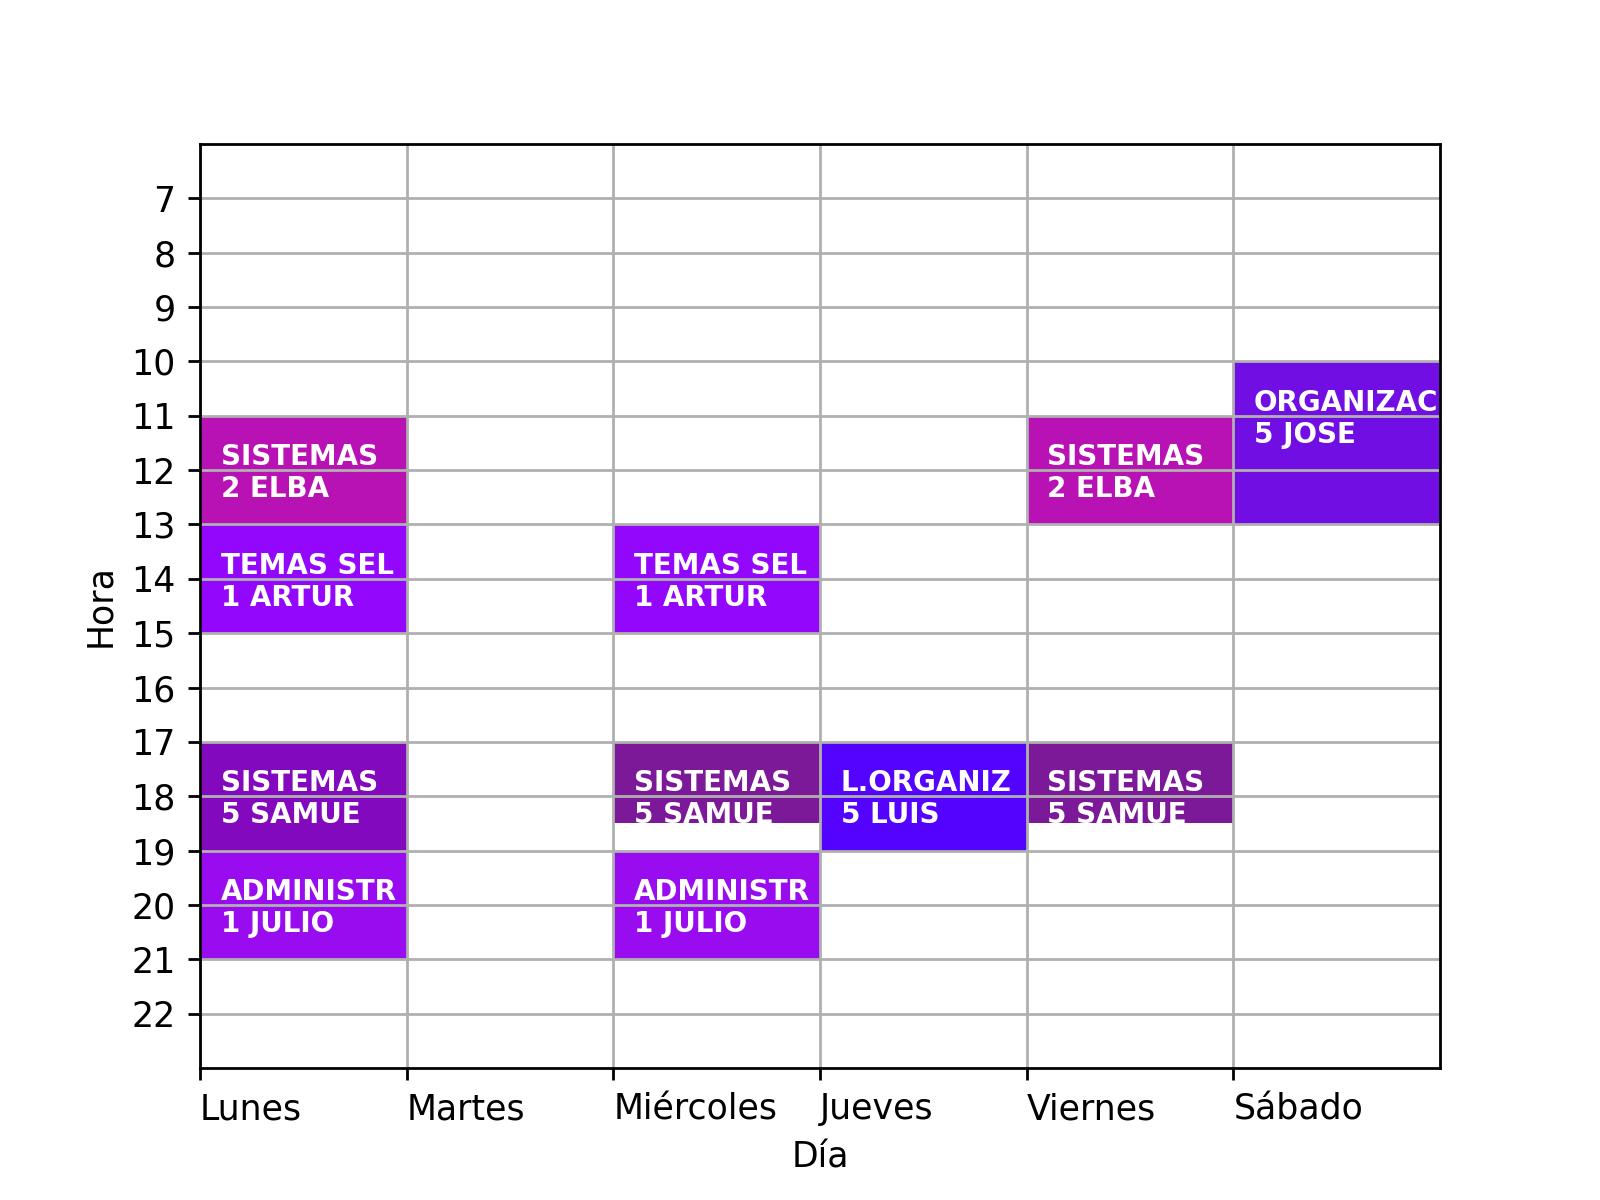 7
8
9
10
11
12
13
14
15
16
17
18
19
20
21
22
Hora
ORGANIZAC
5 JOSE
SISTEMAS
2 ELBA
SISTEMAS
2 ELBA
TEMAS SEL
1 ARTUR
TEMAS SEL
1 ARTUR
SISTEMAS
5 SAMUE
SISTEMAS
5 SAMUE
L.ORGANIZ
5 LUIS
SISTEMAS
5 SAMUE
ADMINISTR
1 JULIO
ADMINISTR
1 JULIO
Lunes Martes Miércoles Jueves Viernes Sábado
Día